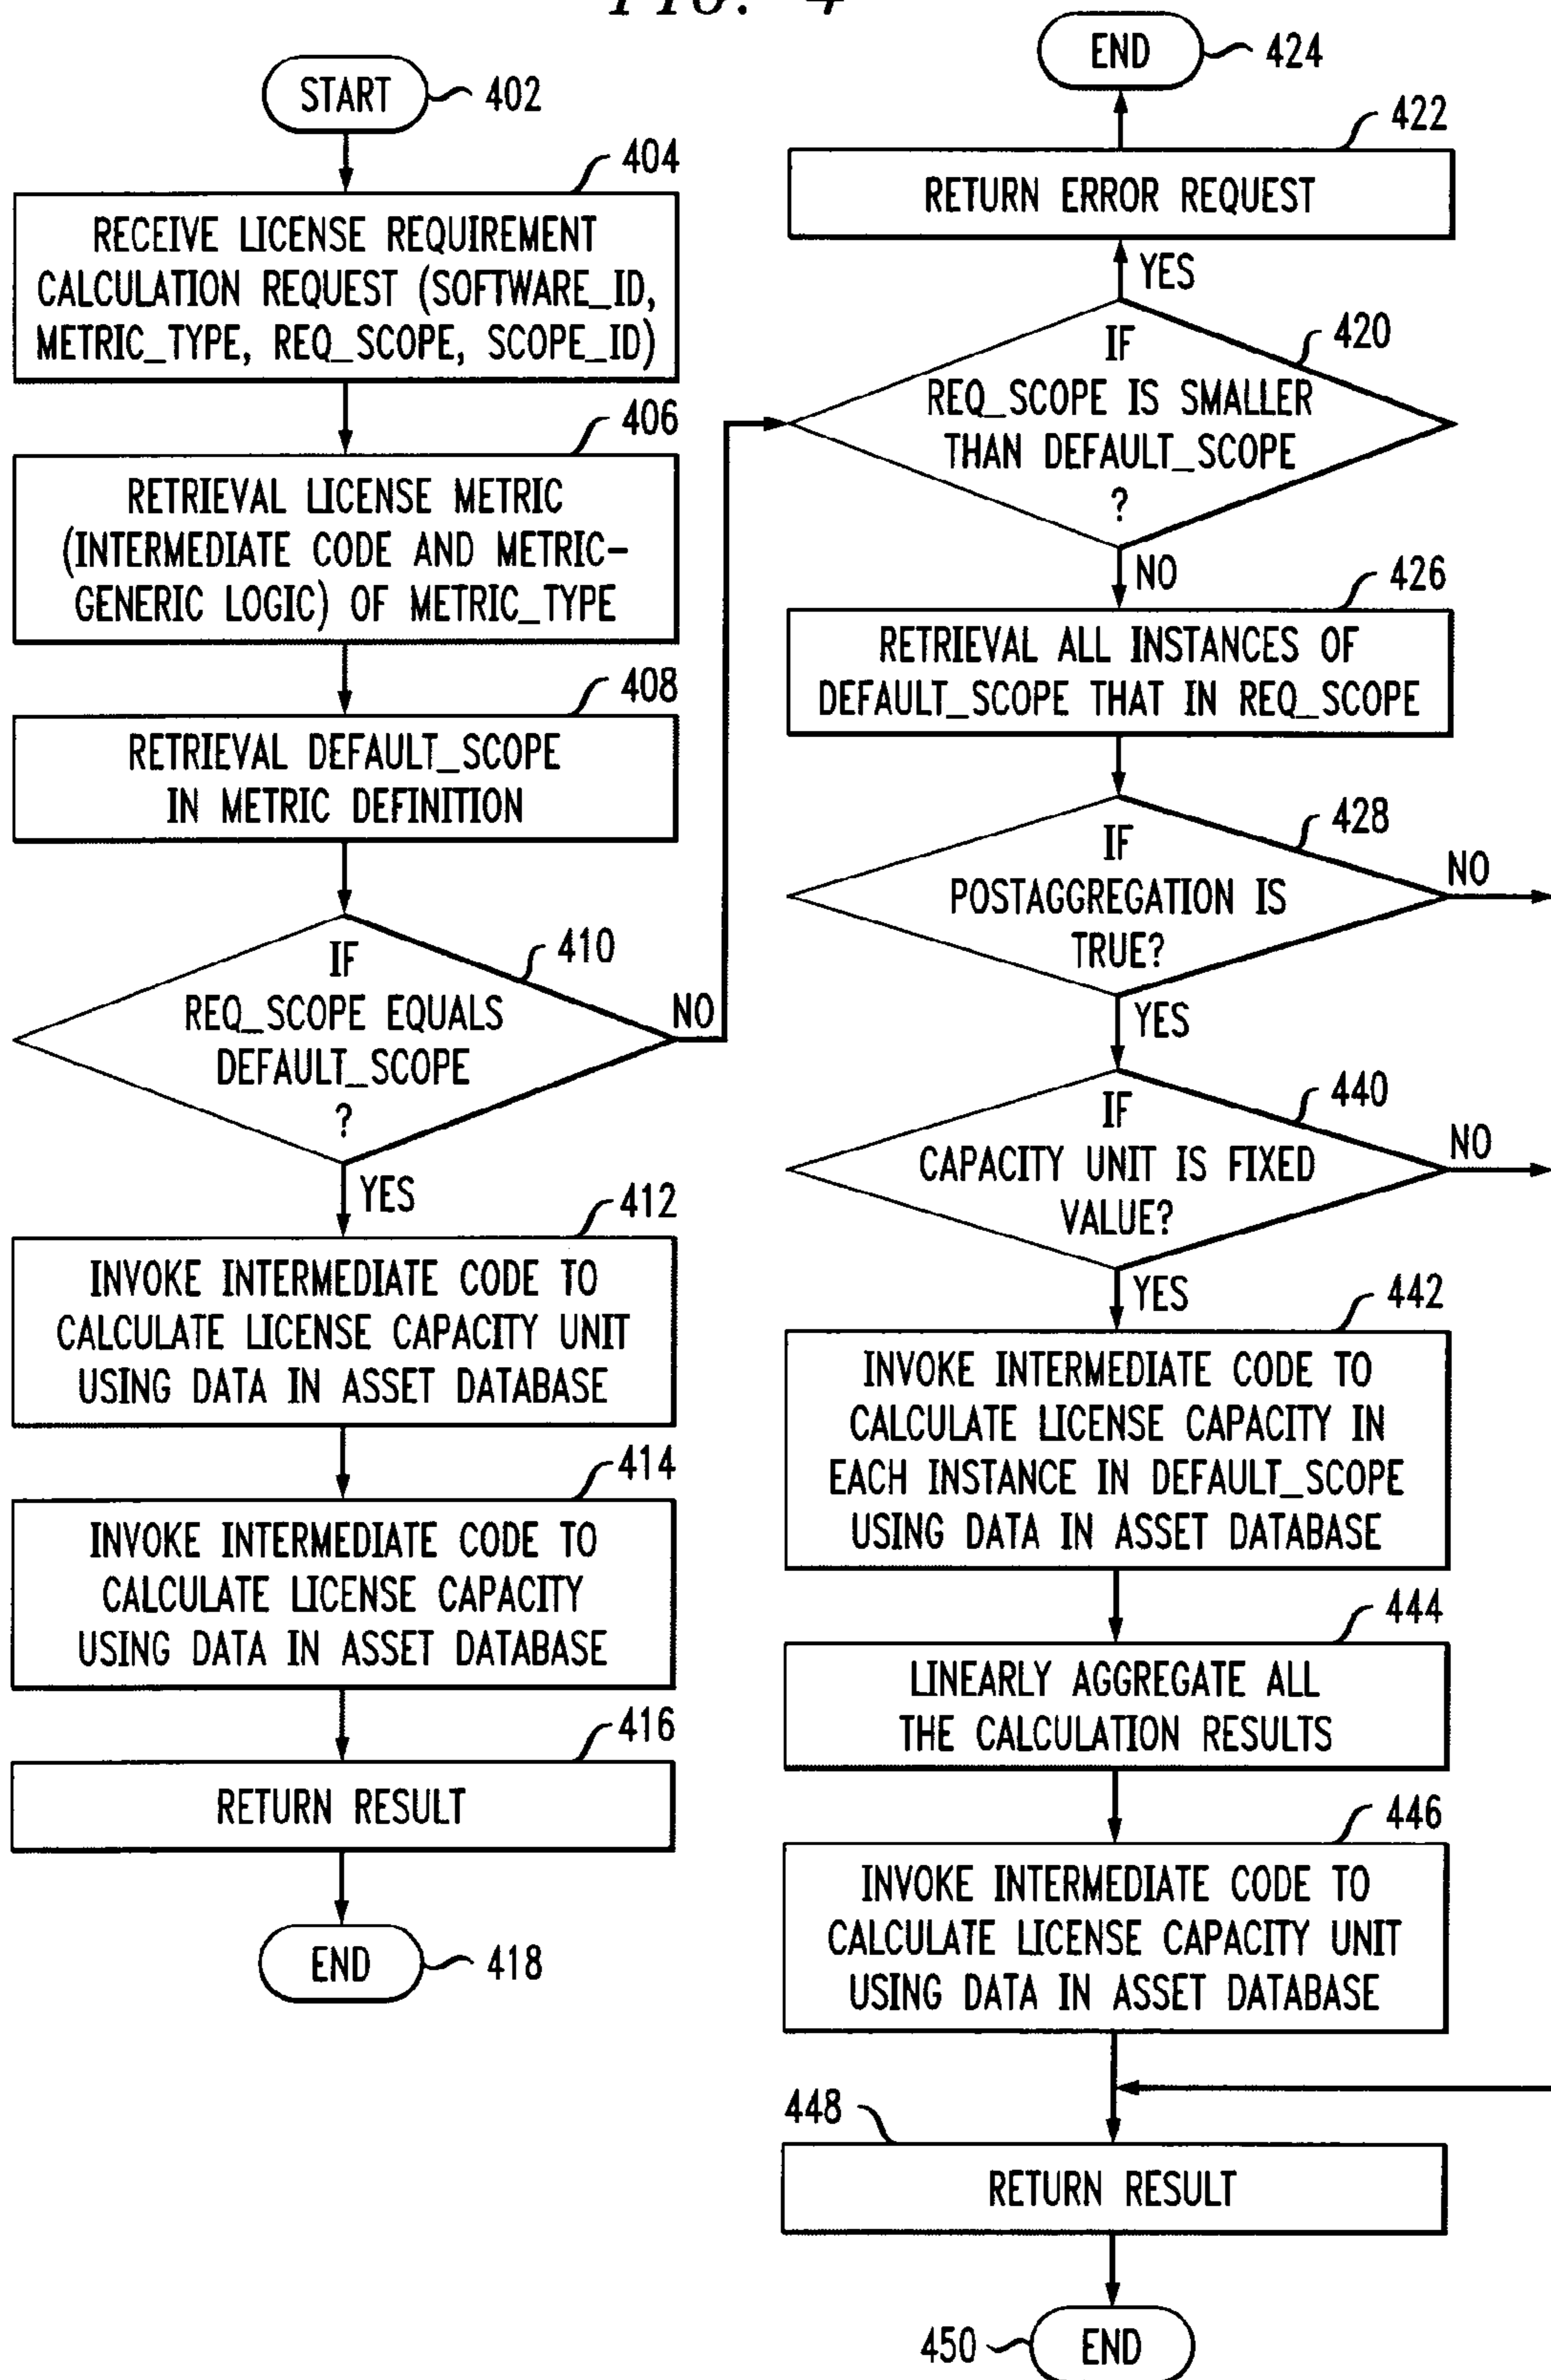 FIG. 4
START
402
404
RECEIVE LICENSE REQUIREMENT
CALCULATION REQUEST (SOFTWARE_ID,
METRIC_TYPE, REQ_SCOPE, SCOPE_ID)
406
RETRIEVAL LICENSE METRIC
(INTERMEDIATE CODE AND METRIC-
GENERIC LOGIC) OF METRIC_TYPE
408
RETRIEVAL DEFAULT_SCOPE
IN METRIC DEFINITION
410
IF
REQ_SCOPE EQUALS
DEFAULT_SCOPE
?
NO
YES
412
INVOKE INTERMEDIATE CODE TO
CALCULATE LICENSE CAPACITY UNIT
USING DATA IN ASSET DATABASE
414
INVOKE INTERMEDIATE CODE TO
CALCULATE LICENSE CAPACITY
USING DATA IN ASSET DATABASE
416
RETURN RESULT
END
418
END
424
422
RETURN ERROR REQUEST
YES
420
IF
REQ_SCOPE IS SMALLER
THAN DEFAULT_SCOPE
?
NO
426
RETRIEVAL ALL INSTANCES OF
DEFAULT_SCOPE THAT IN REQ_SCOPE
428
IF
POSTAGGREGATION IS
TRUE?
NO
YES
440
IF
CAPACITY UNIT IS FIXED
VALUE?
NO
YES
442
INVOKE INTERMEDIATE CODE TO
CALCULATE LICENSE CAPACITY IN
EACH INSTANCE IN DEFAULT_SCOPE
USING DATA IN ASSET DATABASE
444
LINEARLY AGGREGATE ALL
THE CALCULATION RESULTS
446
INVOKE INTERMEDIATE CODE TO
CALCULATE LICENSE CAPACITY UNIT
USING DATA IN ASSET DATABASE
448
RETURN RESULT
450
END